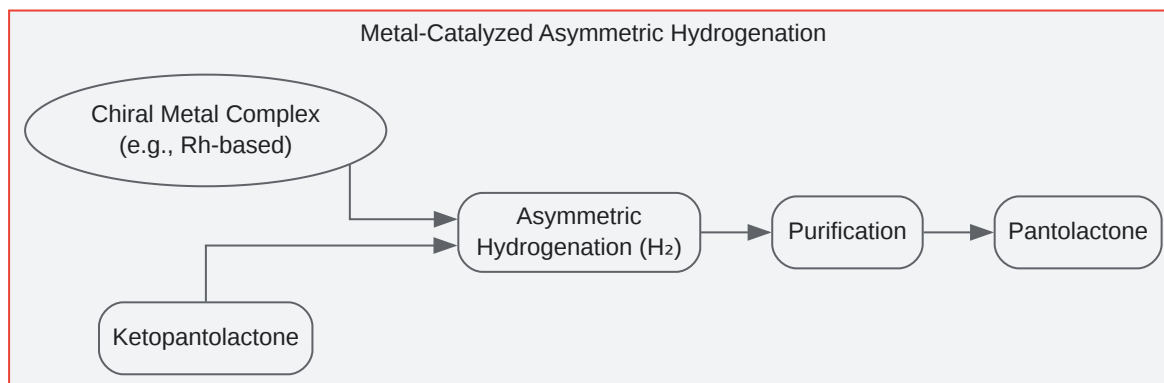 Metal-Catalyzed Asymmetric Hydrogenation
Chiral Metal Complex
(e.g., Rh-based)
Asymmetric
Hydrogenation (H₂)
Purification
Pantolactone
Ketopantolactone